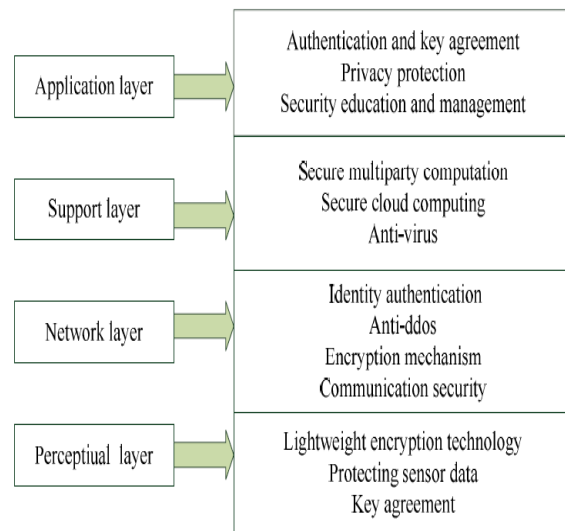 Application layer
Authentication and key agreement
Privacy protection
Security education and management
Support layer
Secure multiparty computation
Secure cloud computing
Anti-virus
Network layer
Identity authentication
Anti-ddos
Encryption mechanism
Communication security
Perceptiual layer
Lightweight encryption technology
Protecting sensor data
Key agreement